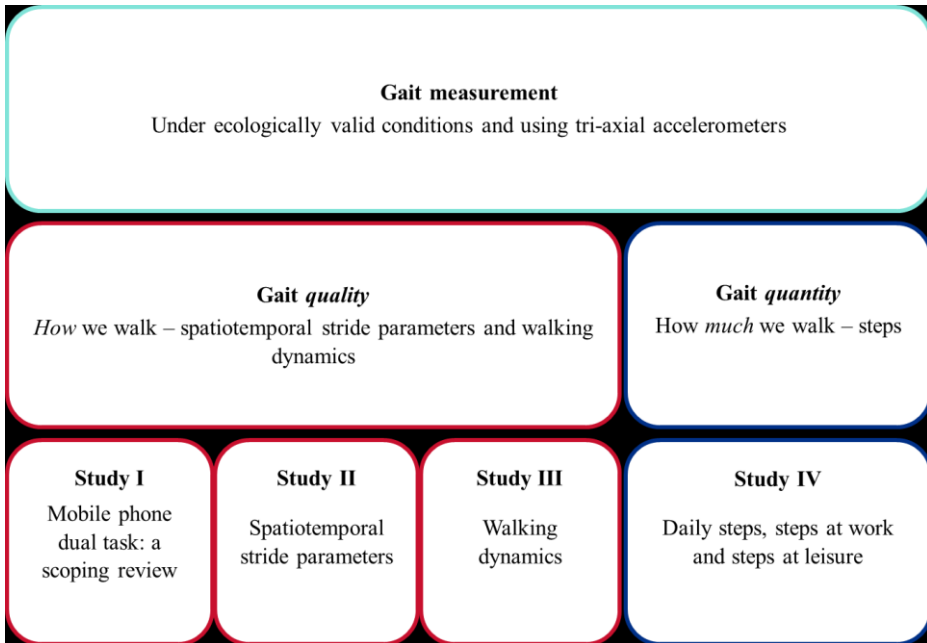 Gait measurement
Under ecologically valid conditions and using tri-axial accelerometers
Gait quality
How we walk – spatiotemporal stride parameters and walking
dynamics
Gait quantity
How much we walk – steps
Study I
Mobile phone
dual task: a
scoping review
Study II
Spatiotemporal
stride parameters
Study III
Walking
dynamics
Study IV
Daily steps, steps at work
and steps at leisure